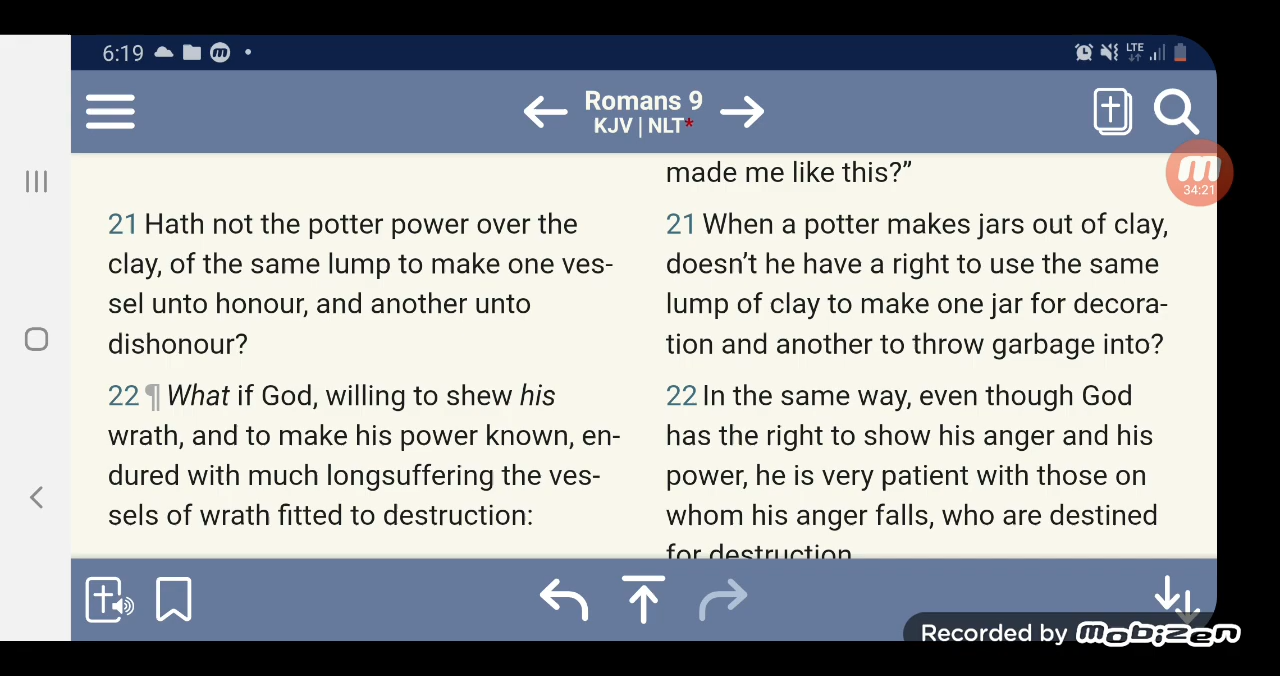 6:19
LTE
Romans 9
KJV | NLT*
34:21
21 Hath not the potter power over the
clay, of the same lump to make one ves-
sel unto honour, and another unto
dishonour?
22 ¶ What if God, willing to shew his
wrath, and to make his power known, en-
dured with much longsuffering the ves-
sels of wrath fitted to destruction:
made me like this?”
21 When a potter makes jars out of clay,
doesn’t he have a right to use the same
lump of clay to make one jar for decora-
tion and another to throw garbage into?
22 In the same way, even though God
has the right to show his anger and his
power, he is very patient with those on
whom his anger falls, who are destined
for destruction
Recorded by mobizen